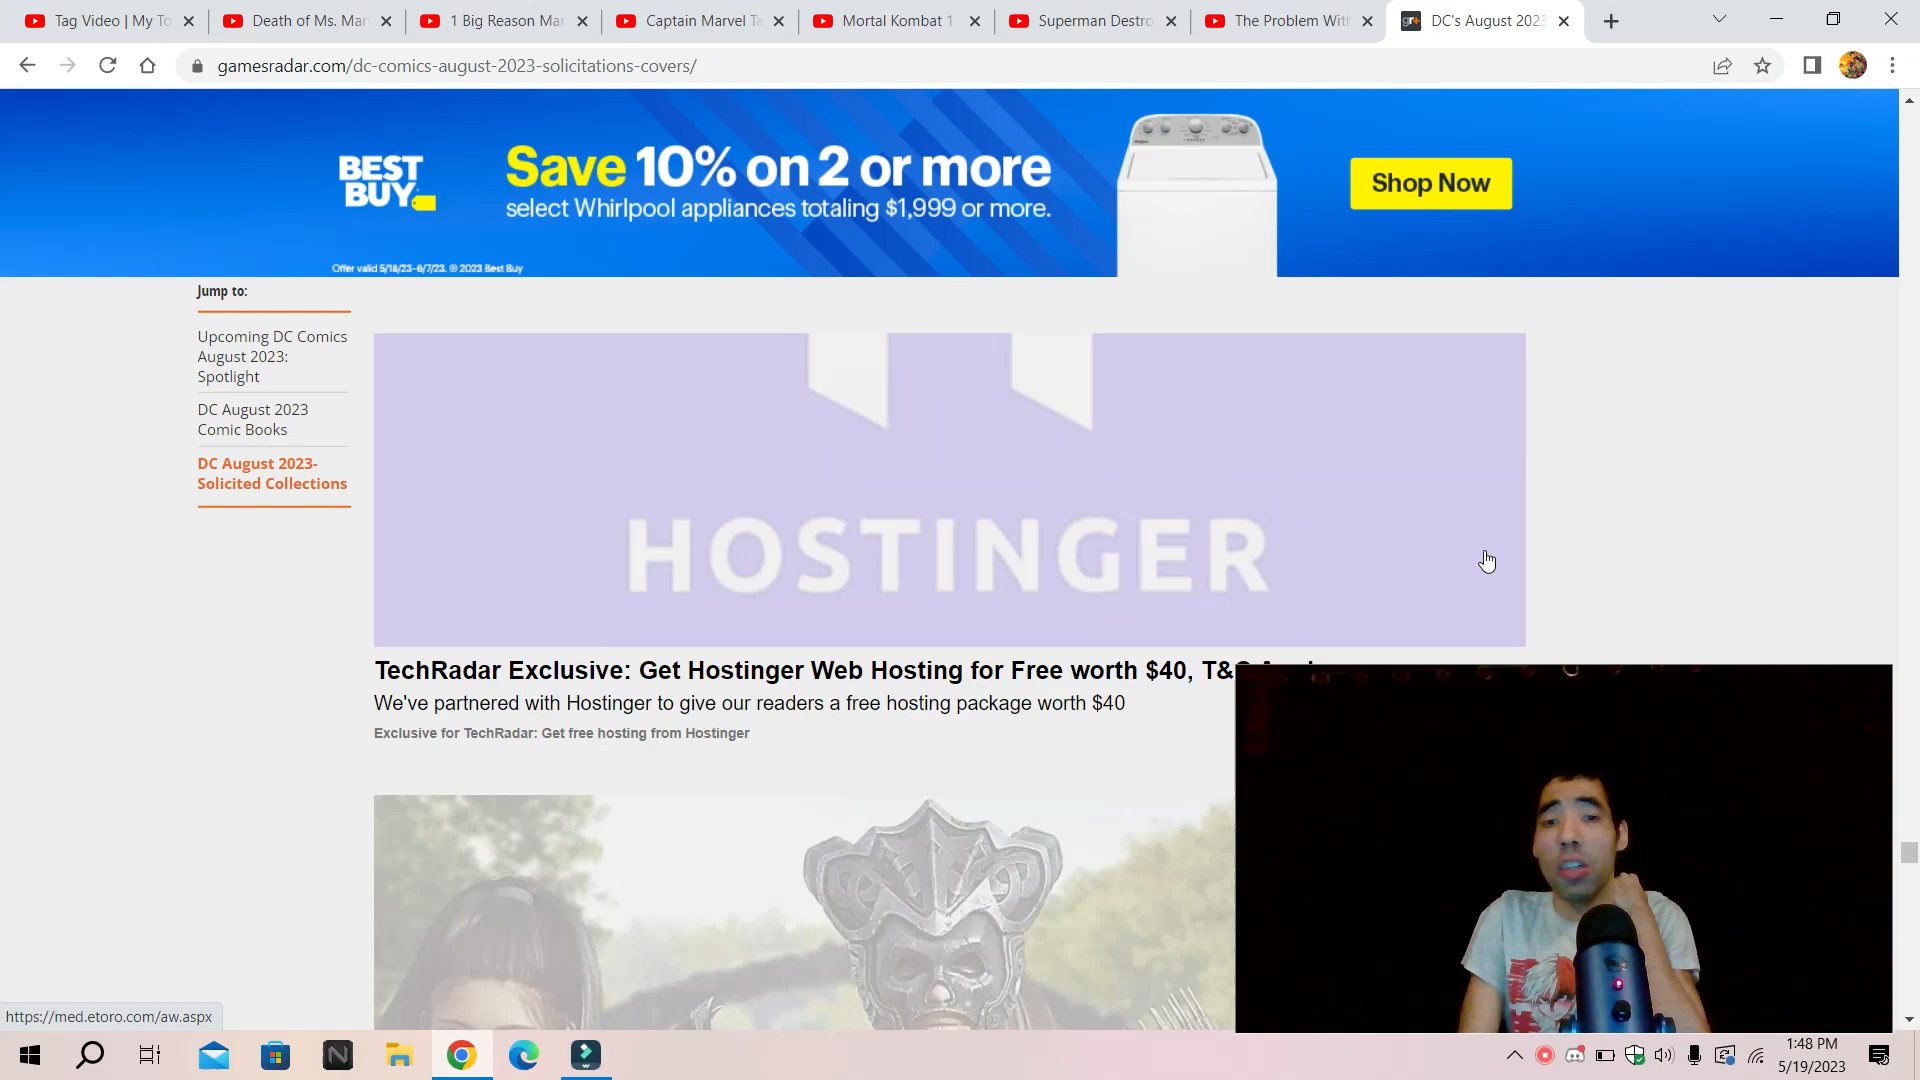 Tag Video | My To
Death of Ms. Mar
1 Big Reason Mar
Captain Marvel Ta
Mortal Kombat 1
Superman Destro
The Problem With
gr+
DC's August 2023
gamesradar.com/dc-comics-august-2023-solicitations-covers/
BEST
BUY
Save 10% on 2 or more
select Whirlpool appliances totaling $1,999 or more.
Shop Now
Offer valid 5/18/23–6/7/23. © 2023 Best Buy
Jump to:
Upcoming DC Comics
August 2023:
Spotlight
DC August 2023
Comic Books
DC August 2023-
Solicited Collections
HOSTINGER
TechRadar Exclusive: Get Hostinger Web Hosting for Free worth $40,
We've partnered with Hostinger to give our readers a free hosting package worth $40
Exclusive for TechRadar: Get free hosting from Hostinger
https://med.etoro.com/aw.aspx
1:48 PM
5/19/2023